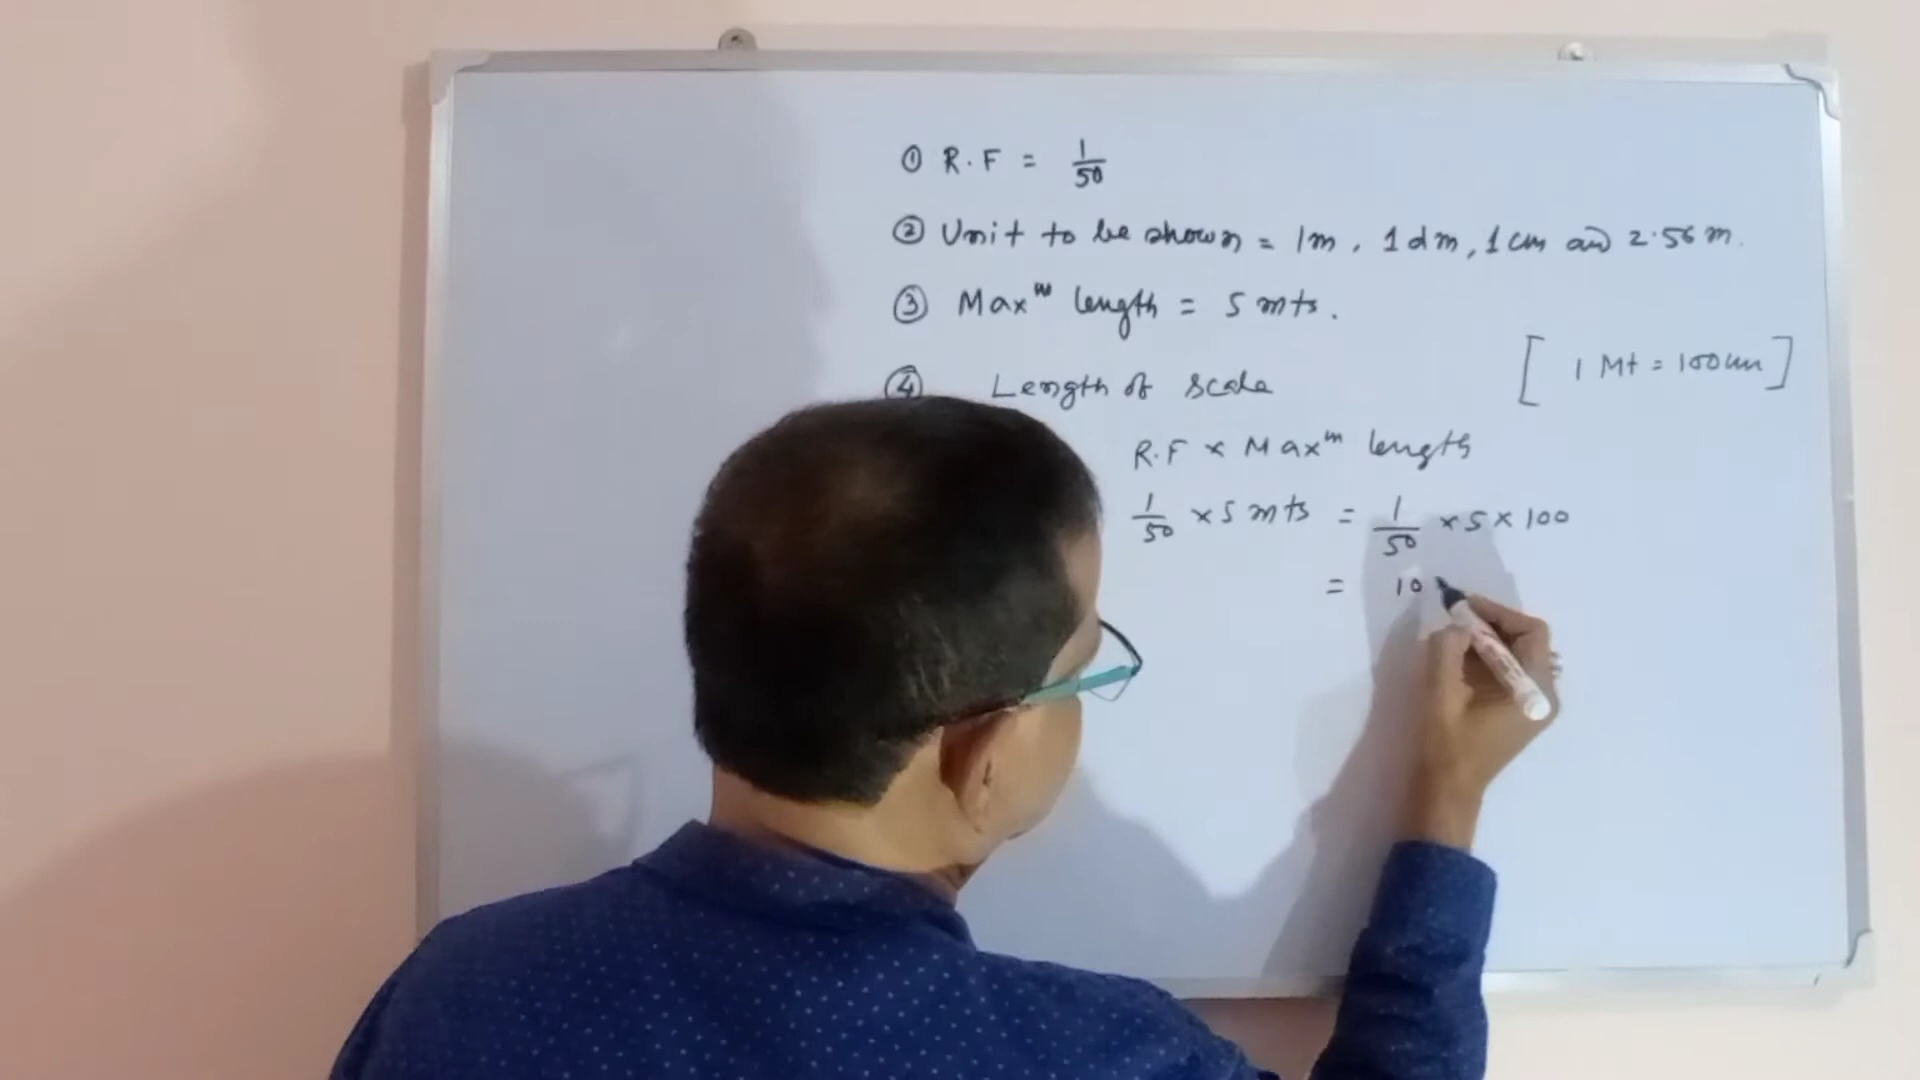 ① R.F = 1/50
② Unit to be shown = 1m, 1dm, 1cm and 2.56m.
③ Maxᵐ length = 5 mts.
④ Length of scale
[ 1 Mt = 100cm ]
R.F × Maxᵐ length
1/50 × 5 mts = 1/50 × 5 × 100
= 10